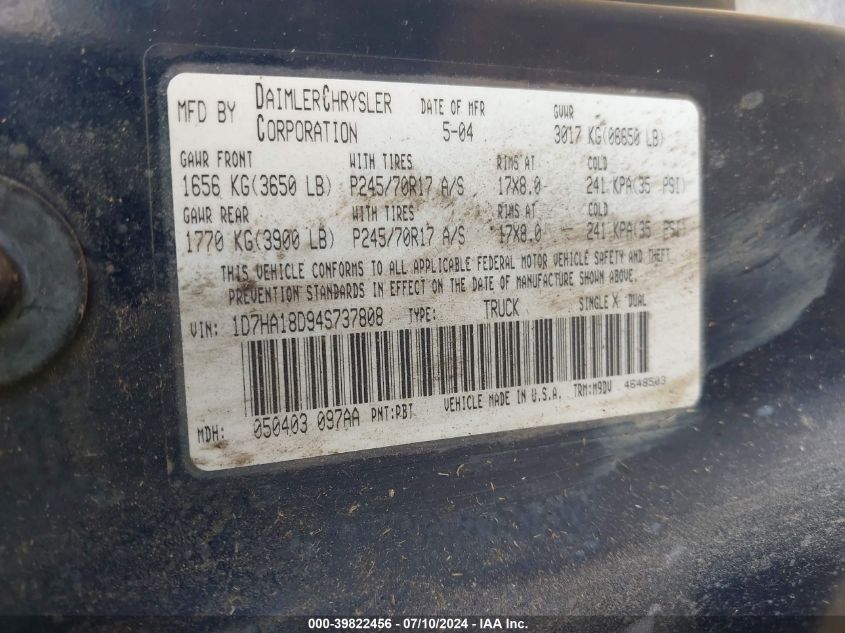 MFD BY DAIMLERCHRYSLER CORPORATION DATE OF MFR 5-04 GVWR 3017 KG(06650 LB)
GAWR FRONT WITH TIRES RIMS AT COLD
1656 KG(3650 LB) P245/70R17 A/S 17X8.0 241 KPA(35 PSI)
GAWR REAR WITH TIRES RIMS AT COLD
1770 KG(3900 LB) P245/70R17 A/S 17X8.0 241 KPA(35 PSI)
THIS VEHICLE CONFORMS TO ALL APPLICABLE FEDERAL MOTOR VEHICLE SAFETY AND THEFT
PREVENTION STANDARDS IN EFFECT ON THE DATE OF MANUFACTURE SHOWN ABOVE.
VIN: 1D7HA18D94S737808 TYPE: TRUCK SINGLE X DUAL
MDH: 050403 097AA PNT:PBT VEHICLE MADE IN U.S.A. TRM:M9DV 4648503
000-39822456 - 07/10/2024 - IAA Inc.